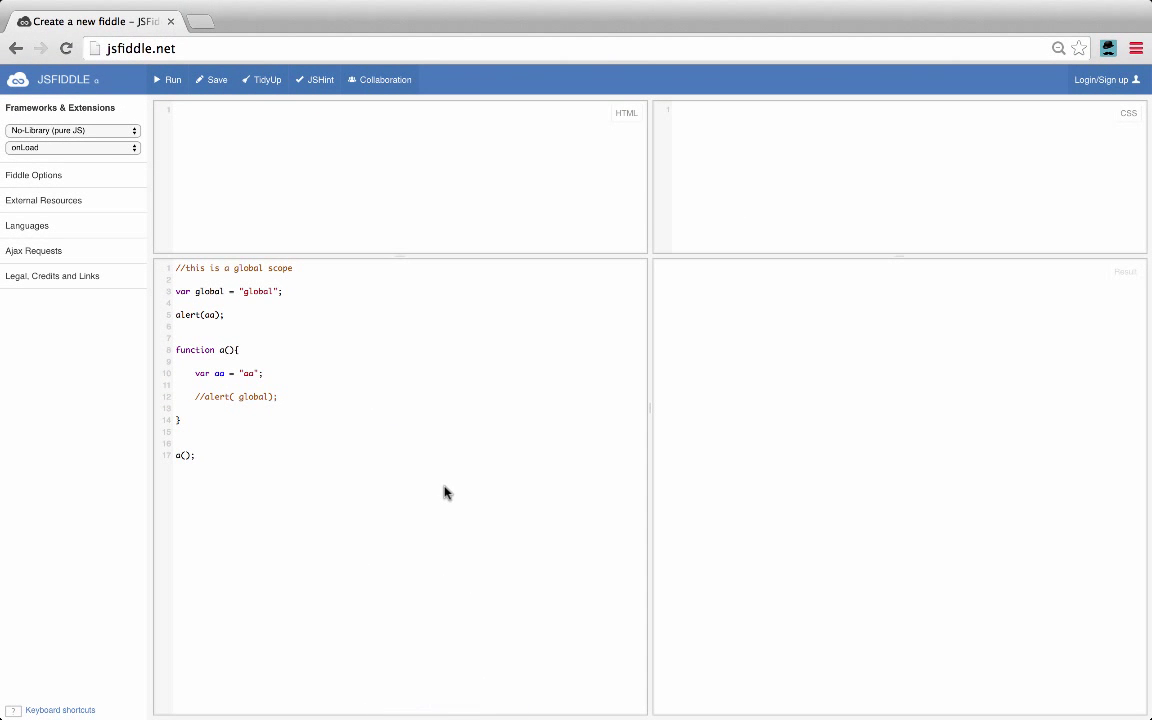 Create a new fiddle – JSFid
jsfiddle.net
JSFIDDLE α
Run
Save
TidyUp
JSHint
Collaboration
Login/Sign up
Frameworks & Extensions
No-Library (pure JS)
onLoad
Fiddle Options
External Resources
Languages
Ajax Requests
Legal, Credits and Links
1
HTML
1
CSS
1 //this is a global scope
2
3 var global = "global";
4
5 alert(aa);
6
7
8 function a(){
9
10 var aa = "aa";
11
12 //alert( global);
13
14 }
15
16
17 a();
Result
? Keyboard shortcuts